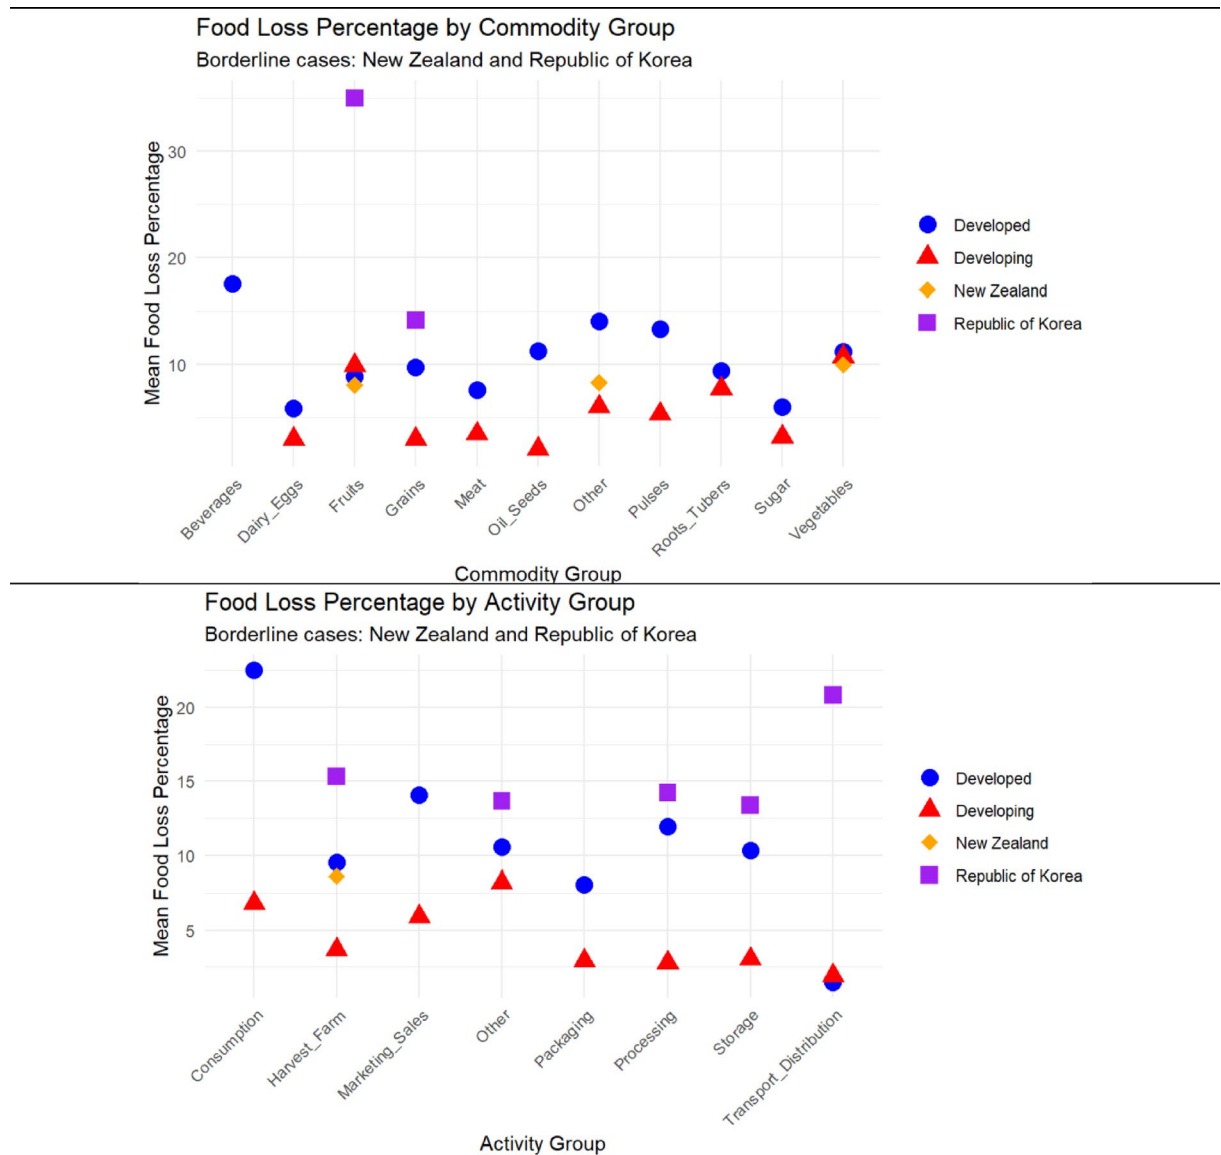 Food Loss Percentage by Commodity Group
Borderline cases: New Zealand and Republic of Korea
Mean Food Loss Percentage
30
20
10
Beverages
Dairy_Eggs
Fruits
Grains
Meat
Oil_Seeds
Other
Pulses
Roots_Tubers
Sugar
Vegetables
Commodity Group
Developed
Developing
New Zealand
Republic of Korea
Food Loss Percentage by Activity Group
Borderline cases: New Zealand and Republic of Korea
Mean Food Loss Percentage
20
15
10
5
Consumption
Harvest_Farm
Marketing_Sales
Other
Packaging
Processing
Storage
Transport_Distribution
Activity Group
Developed
Developing
New Zealand
Republic of Korea